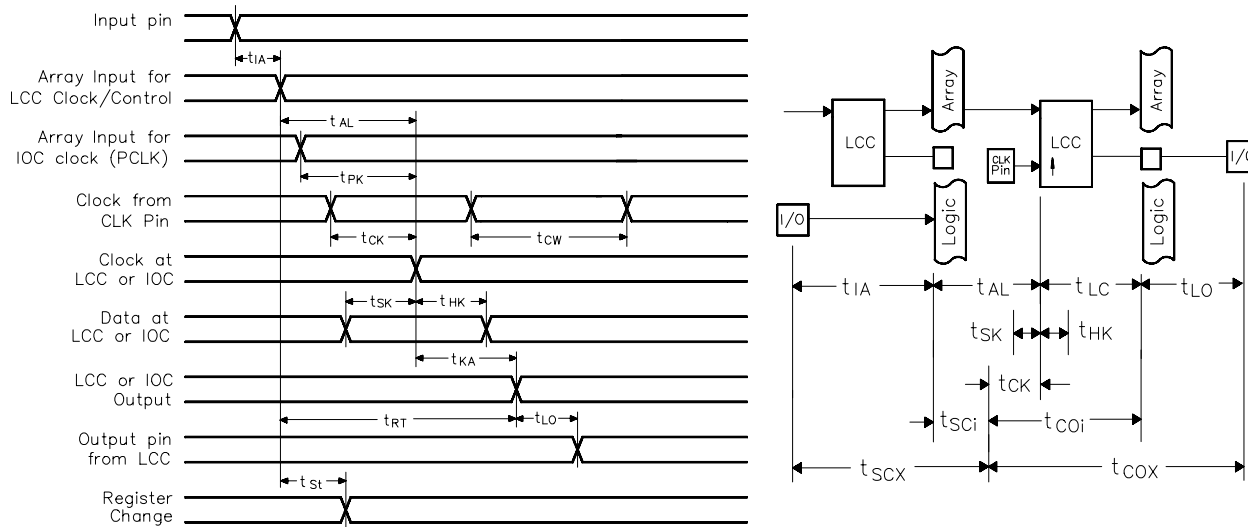 Input pin
tIA
Array Input for
LCC Clock/Control
tAL
Array Input for
IOC clock (PCLK)
tPK
Clock from
CLK Pin
tCK
tCW
Clock at
LCC or IOC
tSK
tHK
Data at
LCC or IOC
tKA
LCC or IOC
Output
tRT
tLO
Output pin
from LCC
tSt
Register
Change
Array
Array
LCC
LCC
CLK
Pin
I/O
I/O
Logic
Logic
tIA
tAL
tLC
tLO
tSK
tHK
tCK
tSCi
tCOi
tSCX
tCOX